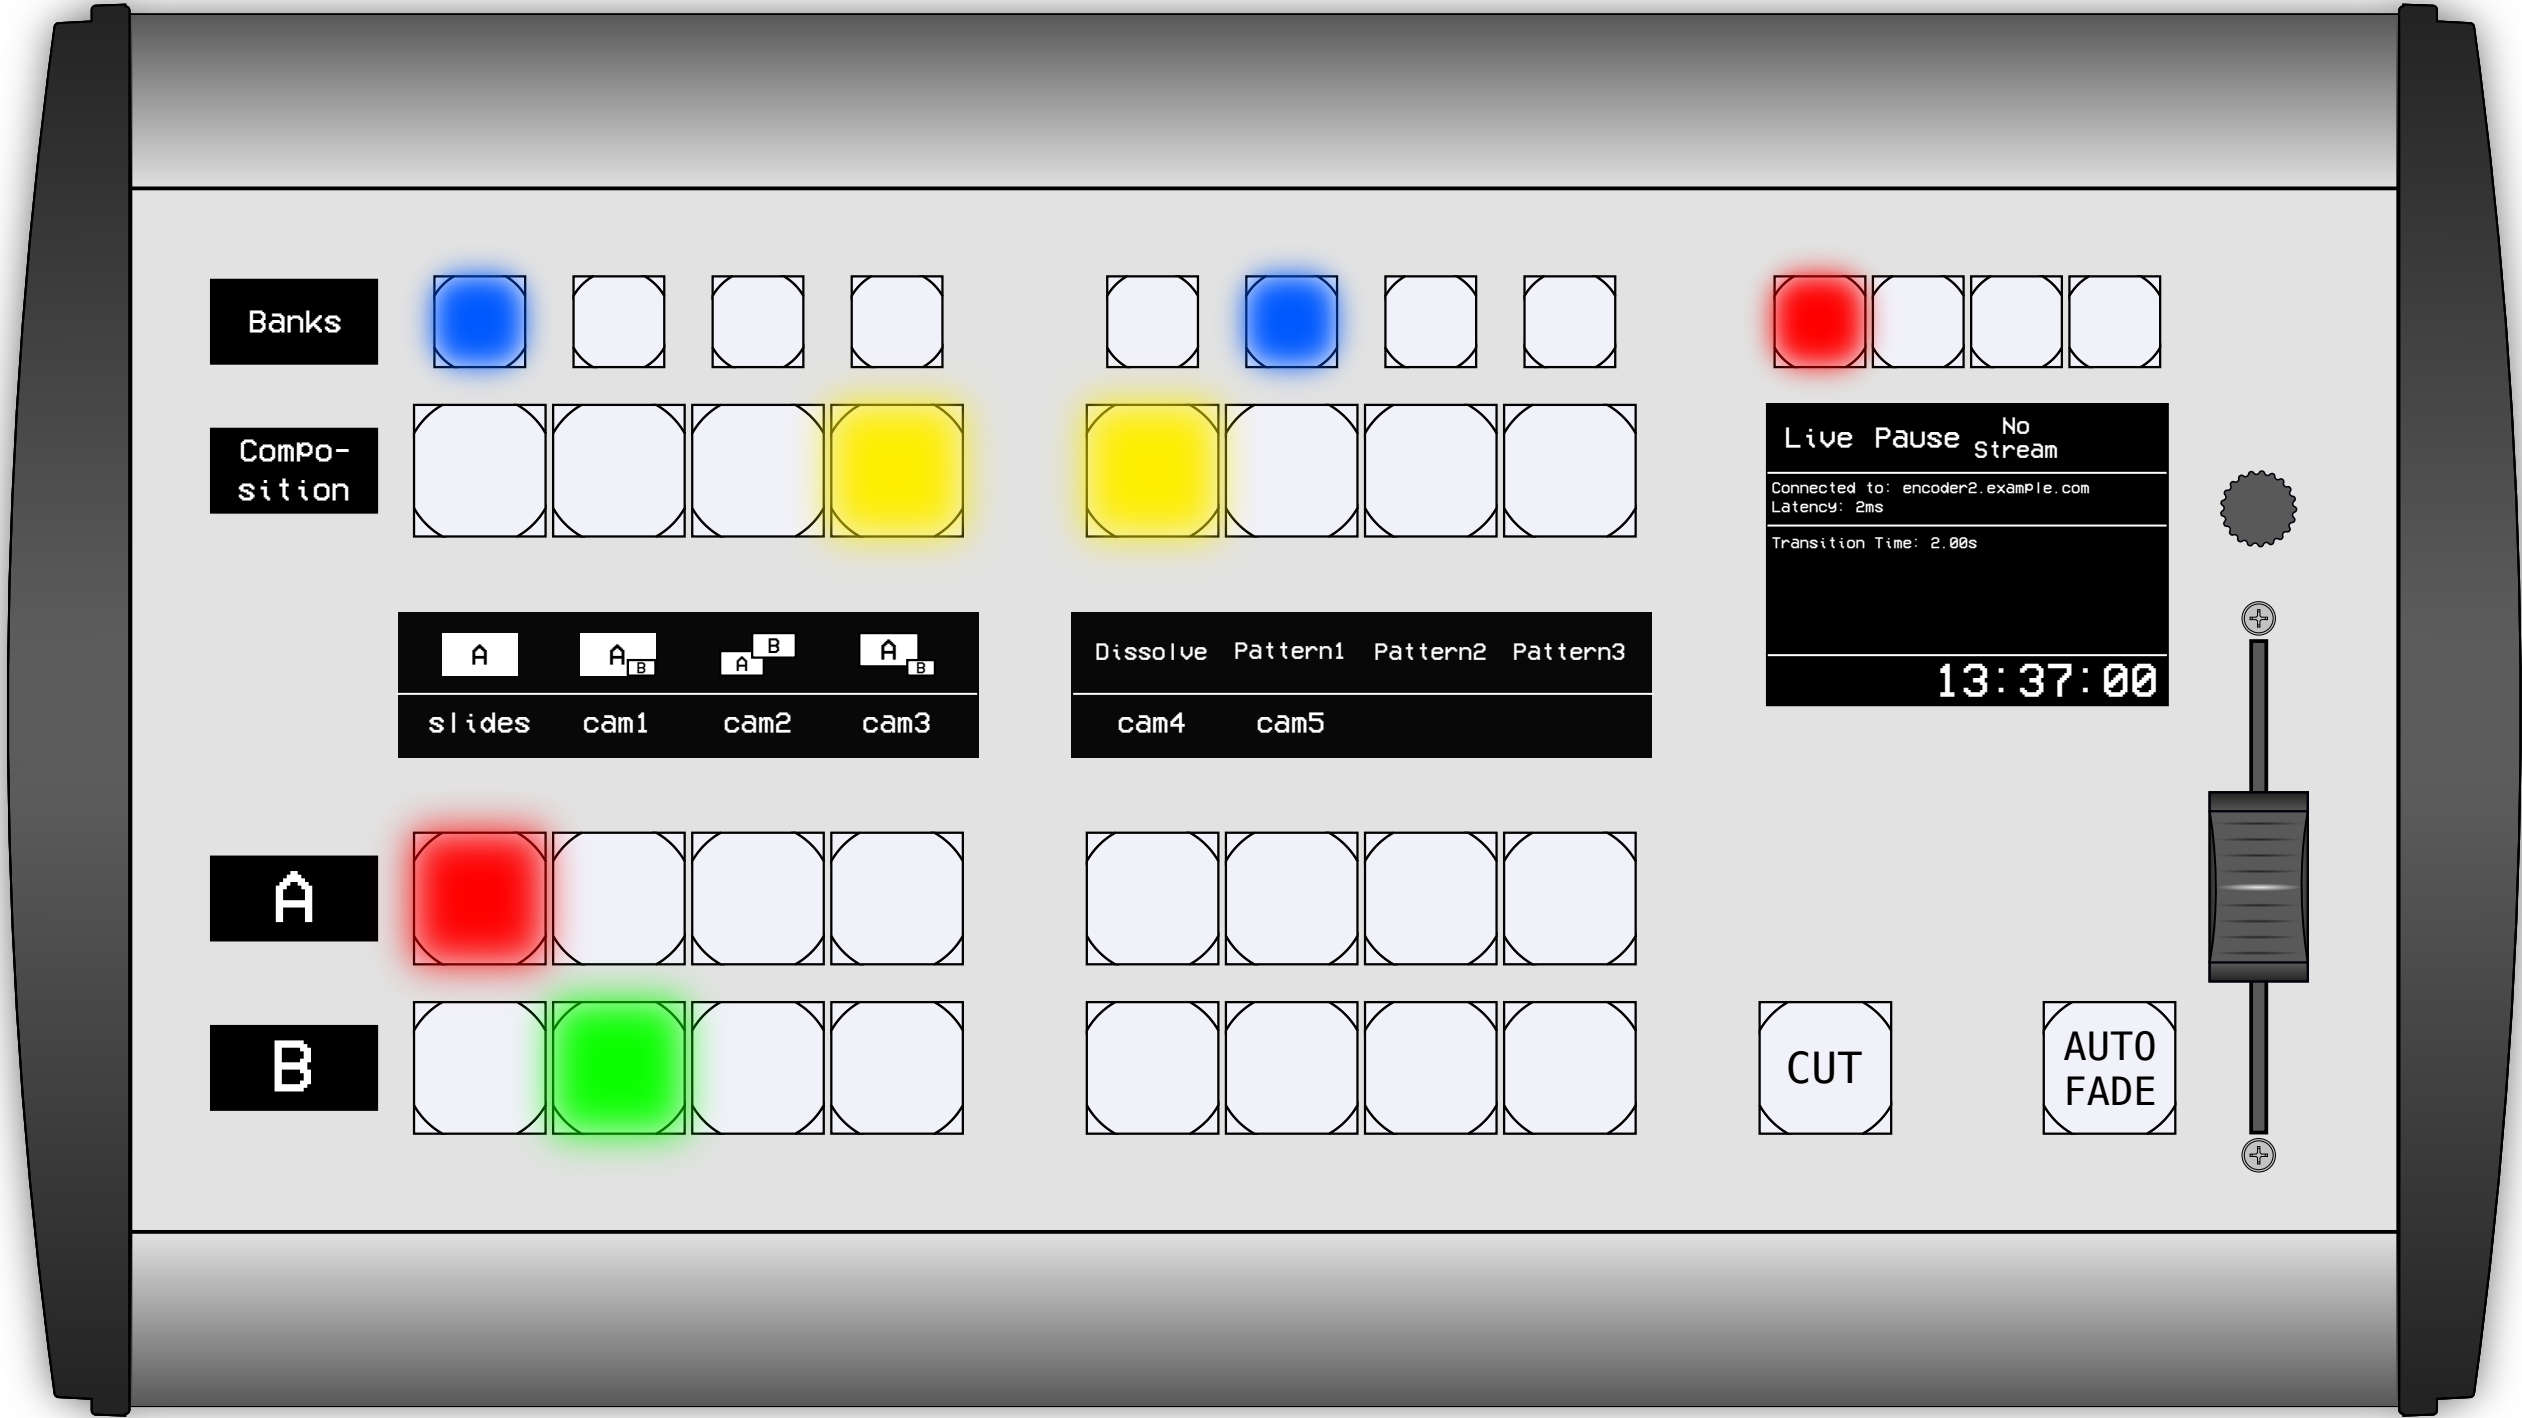 Banks
Compo-
sition
Live Pause No
Stream
Connected to: encoder2.example.com
Latency: 2ms
Transition Time: 2.00s
13:37:00
A A B A B A B
Dissolve Pattern1 Pattern2 Pattern3
slides cam1 cam2 cam3
cam4 cam5
A
B
CUT
AUTO
FADE